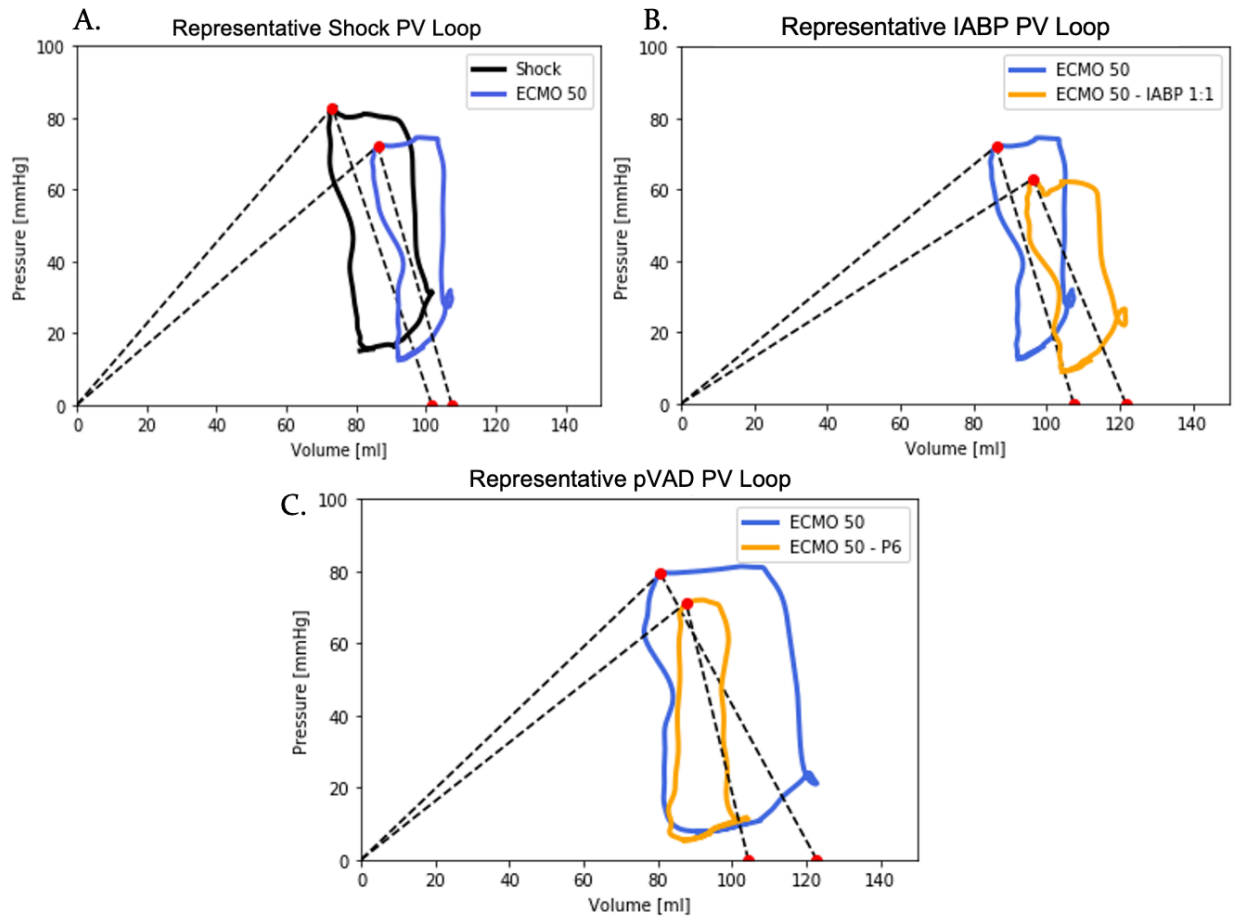 A.
Representative Shock PV Loop
100
80
60
40
20
0
Pressure [mmHg]
Shock
ECMO 50
0 20 40 60 80 100 120 140
Volume [ml]
B.
Representative IABP PV Loop
100
80
60
40
20
0
Pressure [mmHg]
ECMO 50
ECMO 50 - IABP 1:1
0 20 40 60 80 100 120 140
Volume [ml]
C.
Representative pVAD PV Loop
100
80
60
40
20
0
Pressure [mmHg]
ECMO 50
ECMO 50 - P6
0 20 40 60 80 100 120 140
Volume [ml]